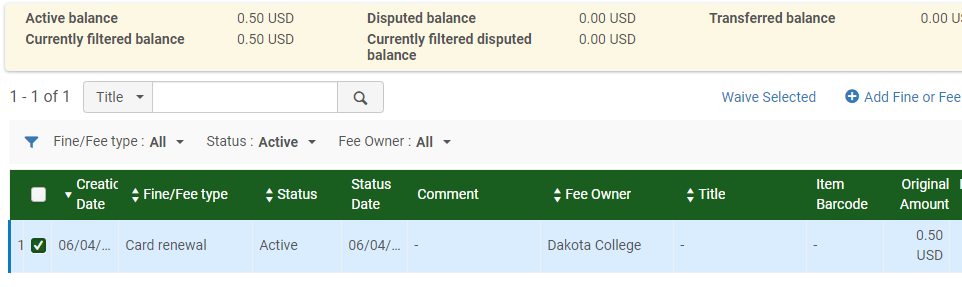 Active balance 0.50 USD Disputed balance 0.00 USD Transferred balance 0.00
Currently filtered balance 0.50 USD Currently filtered disputed balance 0.00 USD
1 - 1 of 1 Title Waive Selected Add Fine or Fee
Fine/Fee type : All Status : Active Fee Owner : All
Creatic Date Fine/Fee type Status Status Date Comment Fee Owner Title Item Barcode Original Amount
1 06/04/... Card renewal Active 06/04/... - Dakota College - - 0.50 USD